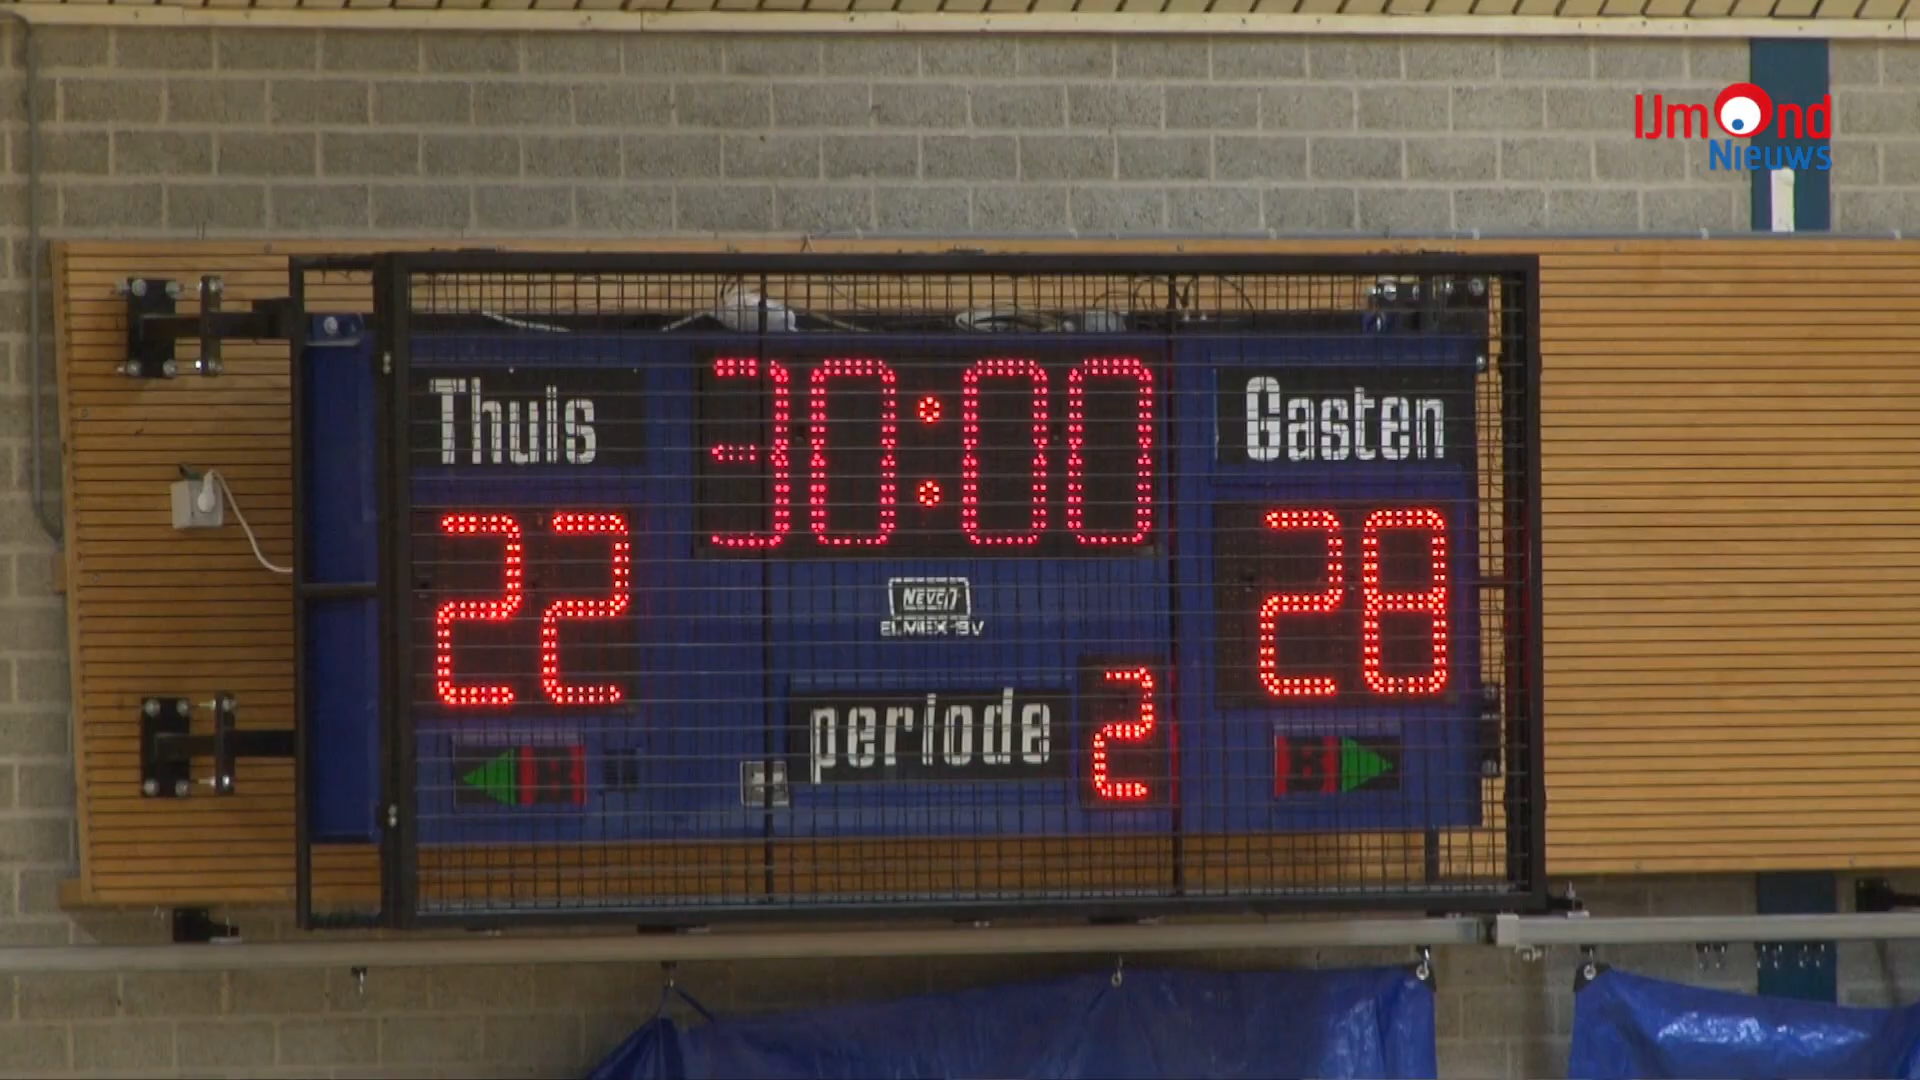 IJmond
Nieuws
Thuis
30:00
Gasten
22
28
NEVCO
ELMEX BV
periode
2
B
B